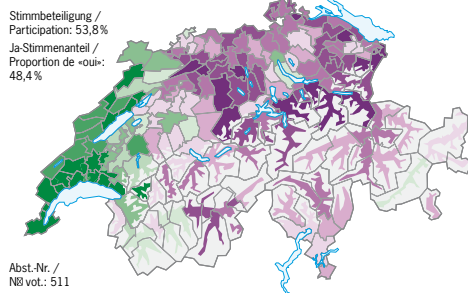 Stimmbeteiligung /
Participation: 53,8%
Ja-Stimmenanteil /
Proportion de «oui»:
48,4%
Abst.-Nr. /
N☒ vot.: 511